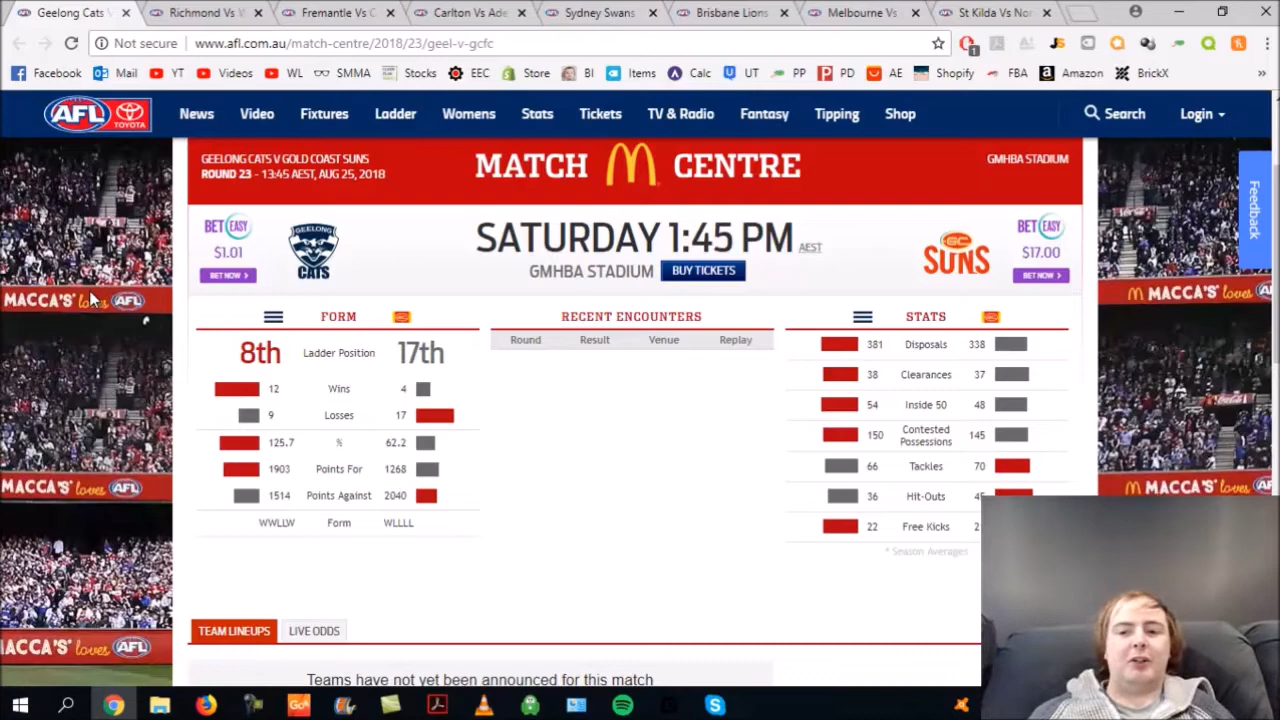 Geelong Cats V
Richmond Vs W
Fremantle Vs C
Carlton Vs Ade
Sydney Swans
Brisbane Lions
Melbourne Vs
St Kilda Vs Nor
Not secure
www.afl.com.au/match-centre/2018/23/geel-v-gcfc
Facebook
Mail
YT
Videos
WL
SMMA
Stocks
EEC
Store
BI
Items
Calc
UT
PP
PD
AE
Shopify
FBA
Amazon
BrickX
AFL
TOYOTA
News
Video
Fixtures
Ladder
Womens
Stats
Tickets
TV & Radio
Fantasy
Tipping
Shop
Search
Login
Feedback
GEELONG CATS V GOLD COAST SUNS
ROUND 23 - 13:45 AEST, AUG 25, 2018
MATCH CENTRE
GMHBA STADIUM
BET EASY
$1.01
BET NOW >
GEELONG
CATS
SATURDAY 1:45 PM AEST
GMHBA STADIUM BUY TICKETS
GC
SUNS
BET EASY
$17.00
BET NOW >
MACCA'S loves AFL
MACCA'S loves AFL
MACCA'S loves AFL
ACCA'S loves AFL
MACCA'S loves
FORM
8th Ladder Position 17th
12 Wins 4
9 Losses 17
125.7 % 62.2
1903 Points For 1268
1514 Points Against 2040
WWLLW Form WLLLL
RECENT ENCOUNTERS
Round Result Venue Replay
STATS
381 Disposals 338
38 Clearances 37
54 Inside 50 48
150 Contested Possessions 145
66 Tackles 70
36 Hit-Outs
22 Free Kicks
* Season Averages
TEAM LINEUPS
LIVE ODDS
Teams have not yet been announced for this match